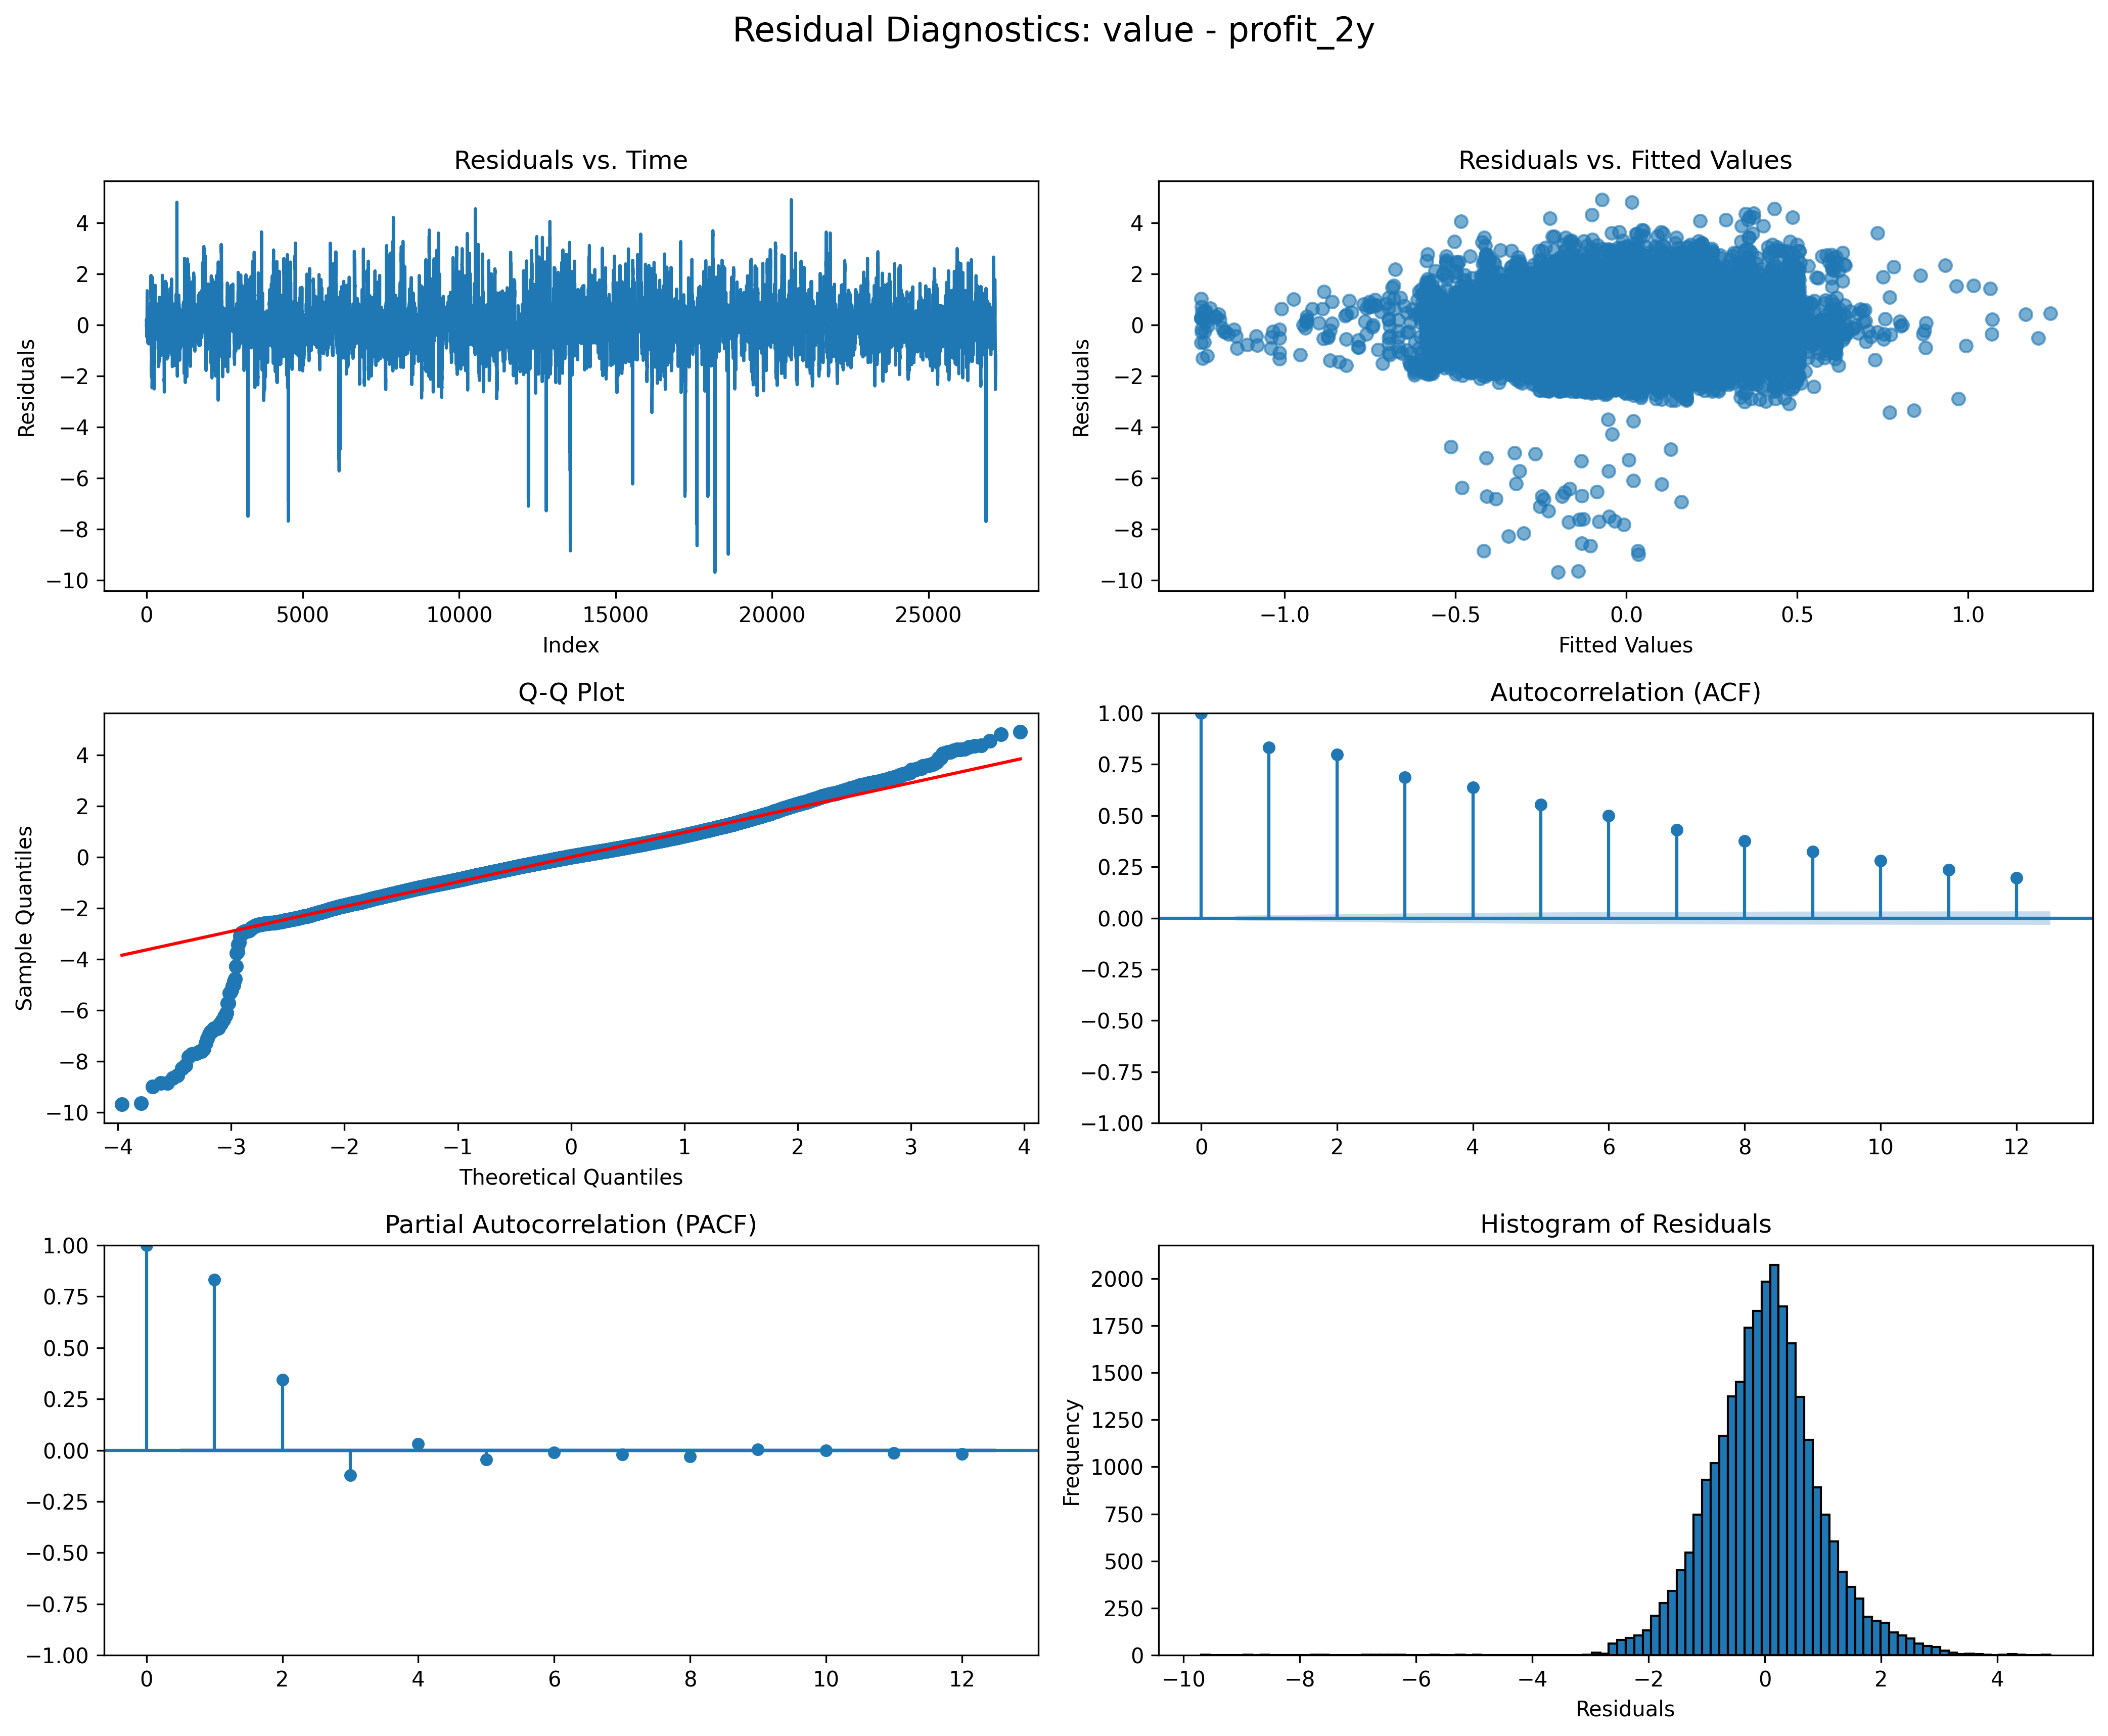 Residual Diagnostics: value - profit_2y
Residuals vs. Time
Residuals
4
2
0
−2
−4
−6
−8
−10
0 5000 10000 15000 20000 25000
Index
Residuals vs. Fitted Values
Residuals
4
2
0
−2
−4
−6
−8
−10
−1.0 −0.5 0.0 0.5 1.0
Fitted Values
Q-Q Plot
Sample Quantiles
4
2
0
−2
−4
−6
−8
−10
−4 −3 −2 −1 0 1 2 3 4
Theoretical Quantiles
Autocorrelation (ACF)
1.00
0.75
0.50
0.25
0.00
−0.25
−0.50
−0.75
−1.00
0 2 4 6 8 10 12
Partial Autocorrelation (PACF)
1.00
0.75
0.50
0.25
0.00
−0.25
−0.50
−0.75
−1.00
0 2 4 6 8 10 12
Histogram of Residuals
Frequency
2000
1750
1500
1250
1000
750
500
250
0
−10 −8 −6 −4 −2 0 2 4
Residuals